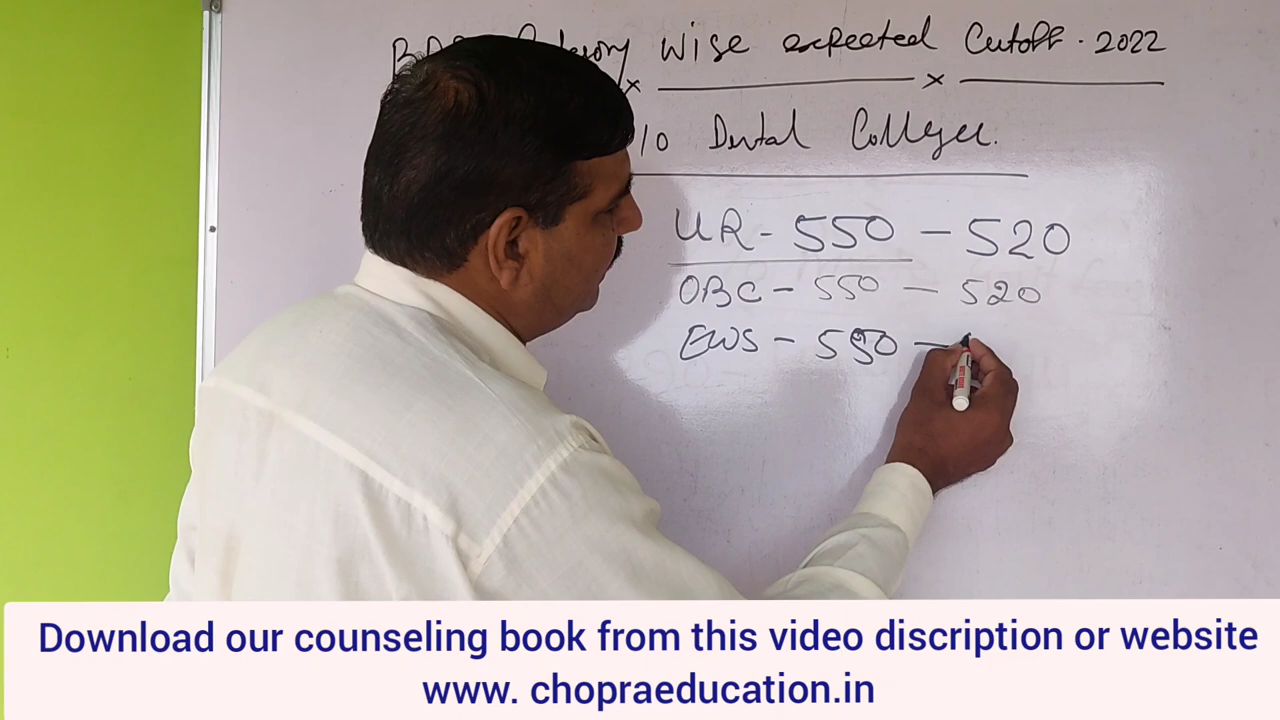 wise expected Cutoff. 2022
x x
10 Dental College.
UR - 550 - 520
OBC - 550 - 520
EWS - 550 -
Download our counseling book from this video discription or website
www. chopraeducation.in